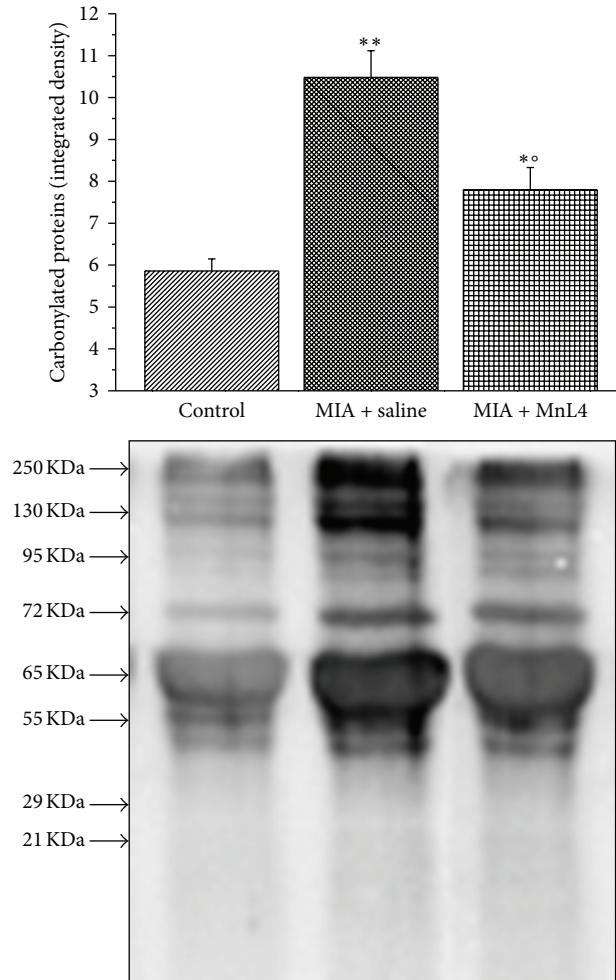 Carbonylated proteins (integrated density)
12
11
10
9
8
7
6
5
4
3
**
*°
Control
MIA + saline
MIA + MnL4
250 KDa
130 KDa
95 KDa
72 KDa
65 KDa
55 KDa
29 KDa
21 KDa